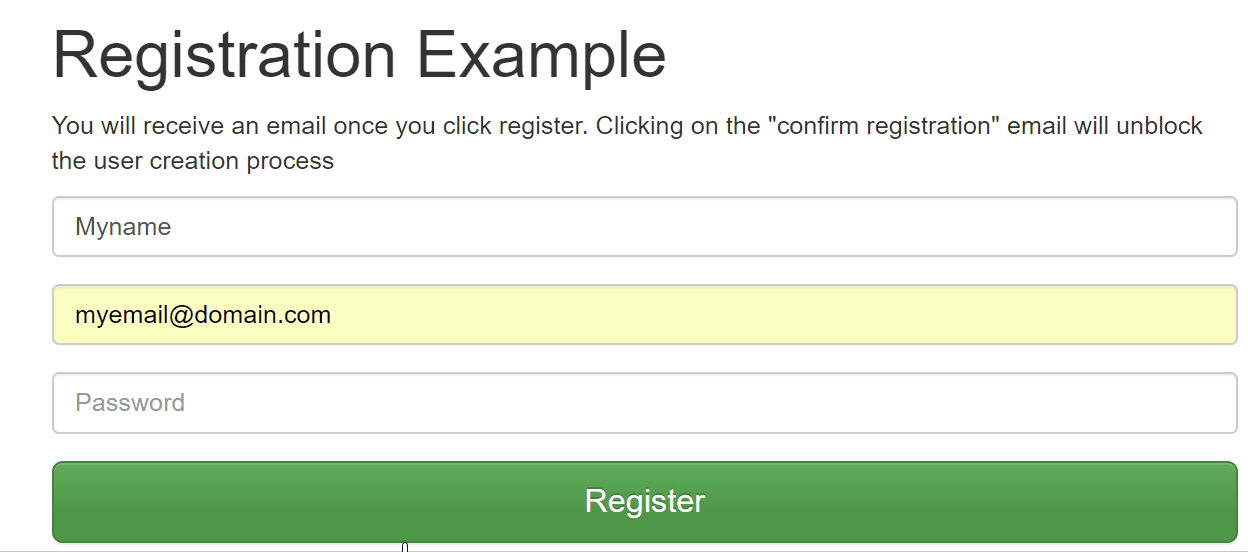 Registration Example
You will receive an email once you click register. Clicking on the "confirm registration" email will unblock
the user creation process
Myname
myemail@domain.com
Password
Register